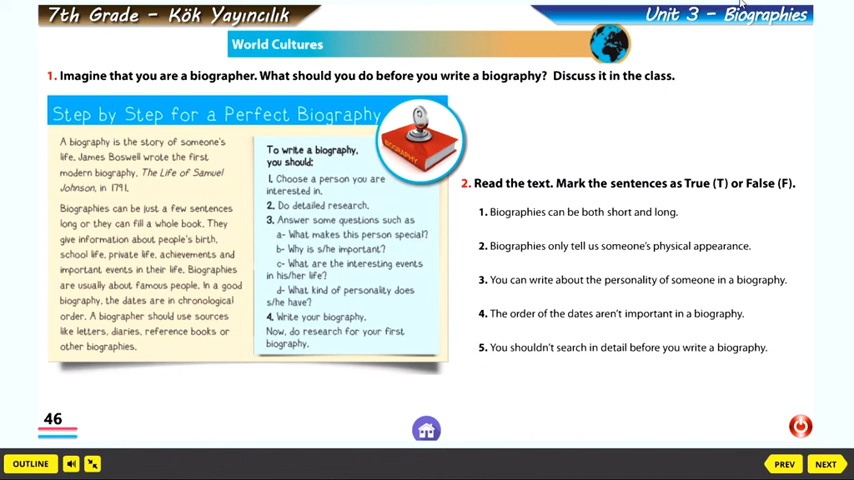 7th Grade - Kök Yayıncılık
Unit 3 - Biographies
World Cultures
1. Imagine that you are a biographer. What should you do before you write a biography? Discuss it in the class.
Step by Step for a Perfect Biography
A biography is the story of someone's
life. James Boswell wrote the first
modern biography, The Life of Samuel
Johnson, in 1791.
Biographies can be just a few sentences
long or they can fill a whole book. They
give information about people's birth,
school life, private life, achievements and
important events in their life. Biographies
are usually about famous people. In a good
biography, the dates are in chronological
order. A biographer should use sources
like letters, diaries, reference books or
other biographies.
To write a biography,
you should:
1. Choose a person you are
interested in.
2. Do detailed research.
3. Answer some questions such as
a- What makes this person special?
b- Why is s/he important?
c- What are the interesting events
in his/her life?
d- What kind of personality does
s/he have?
4. Write your biography.
Now, do research for your first
biography.
BIOGRAPHY
2. Read the text. Mark the sentences as True (T) or False (F).
1. Biographies can be both short and long.
2. Biographies only tell us someone's physical appearance.
3. You can write about the personality of someone in a biography.
4. The order of the dates aren't important in a biography.
5. You shouldn't search in detail before you write a biography.
46
OUTLINE
PREV
NEXT